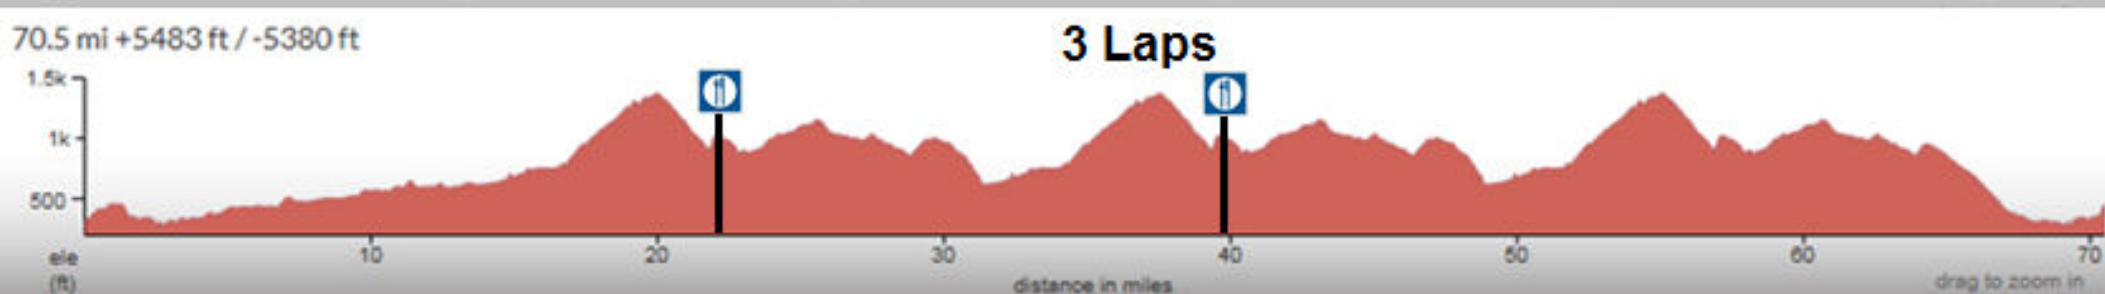 70.5 mi +5483 ft / -5380 ft
3 Laps
1.5k
1k
500
ele
(ft)
10 20 30 40 50 60 70
distance in miles
drag to zoom in